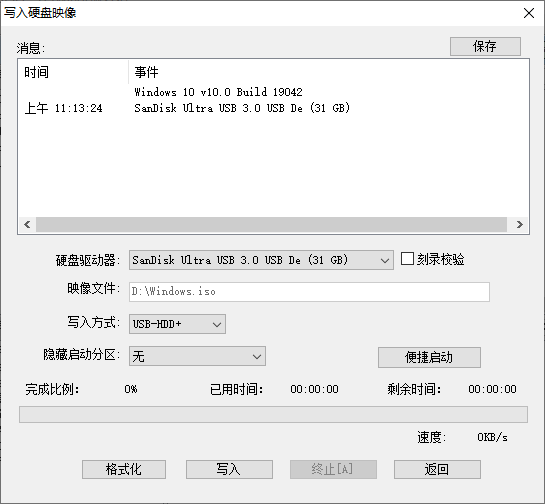 写入硬盘映像
消息:
保存
时间 事件
Windows 10 v10.0 Build 19042
上午 11:13:24 SanDisk Ultra USB 3.0 USB De (31 GB)
硬盘驱动器: SanDisk Ultra USB 3.0 USB De (31 GB) 刻录校验
映像文件: D:\Windows.iso
写入方式: USB-HDD+
隐藏启动分区: 无 便捷启动
完成比例: 0% 已用时间: 00:00:00 剩余时间: 00:00:00
速度: 0KB/s
格式化 写入 终止[A] 返回